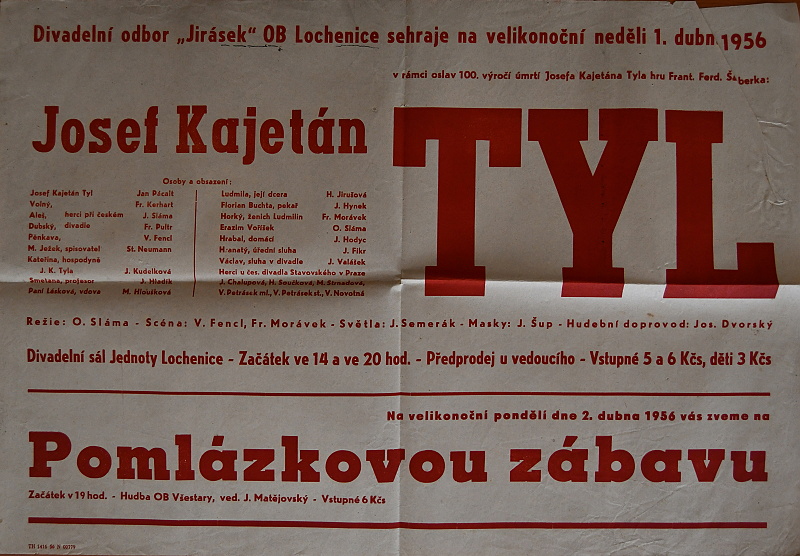 Divadelní odbor „Jirásek" OB Lochenice sehraje na velikonoční neděli 1. dubn 1956
v rámci oslav 100. výročí úmrtí Josefa Kajetána Tyla hru Frant. Ferd. Šamberka:
Josef Kajetán
TYL
Osoby a obsazení:
Josef Kajetán Tyl Jan Pácalt
Volný, Fr. Kerhart
Aleš, herci při českém J. Sláma
Dubský, divadle Fr. Pultr
Pěnkava, V. Fencl
M. Ježek, spisovatel St. Neumann
Kateřina, hospodyně
J. K. Tyla J. Kudelková
Smetana, profesor J. Hladík
Paní Lásková, vdova M. Hloušková
Ludmila, její dcera H. Jirušová
Florian Buchta, pekař J. Hynek
Horký, ženich Ludmilin Fr. Morávek
Erazim Voříšek O. Sláma
Hrabal, domácí J. Hodyc
Hranatý, úřední sluha J. Fikr
Václav, sluha v divadle J. Valášek
Herci u čes. divadla Stavovského v Praze
J. Chalupová, H. Součková, M. Strnadová,
V. Petrásek ml., V. Petrásek st., V. Novotná
Režie: O. Sláma - Scéna: V. Fencl, Fr. Morávek - Světla: J. Semerák - Masky: J. Šup - Hudební doprovod: Jos. Dvorský
Divadelní sál Jednoty Lochenice - Začátek ve 14 a ve 20 hod. - Předprodej u vedoucího - Vstupné 5 a 6 Kčs, děti 3 Kčs
Na velikonoční pondělí dne 2. dubna 1956 vás zveme na
Pomlázkovou zábavu
Začátek v 19 hod. - Hudba OB Všestary, ved. J. Matějovský - Vstupné 6 Kčs